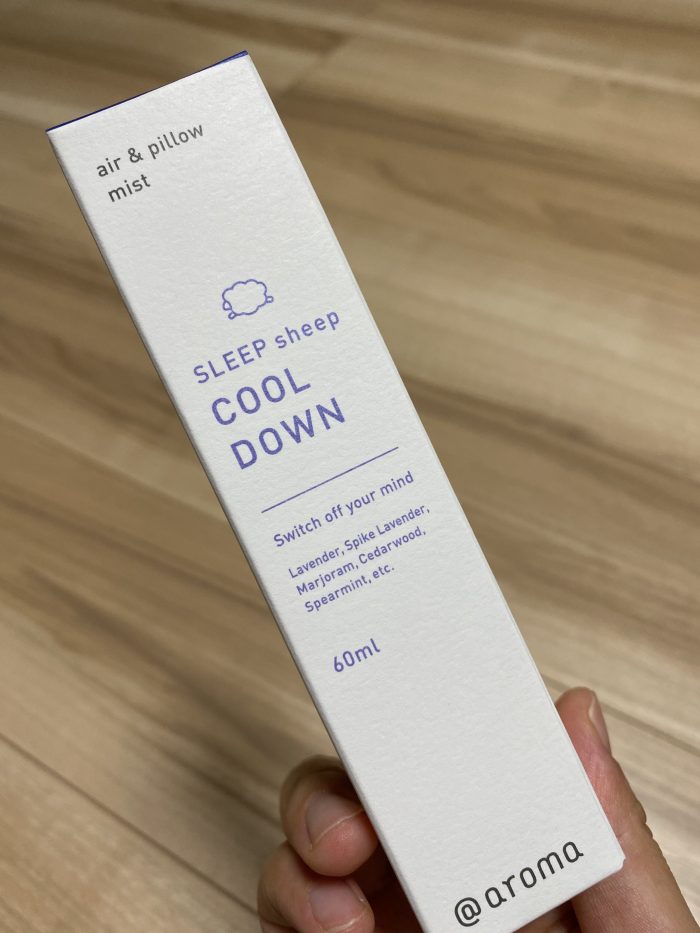 air & pillow
mist
SLEEP sheep
COOL
DOWN
Switch off your mind
Lavender, Spike Lavender,
Marjoram, Cedarwood,
Spearmint, etc.
60ml
@aroma